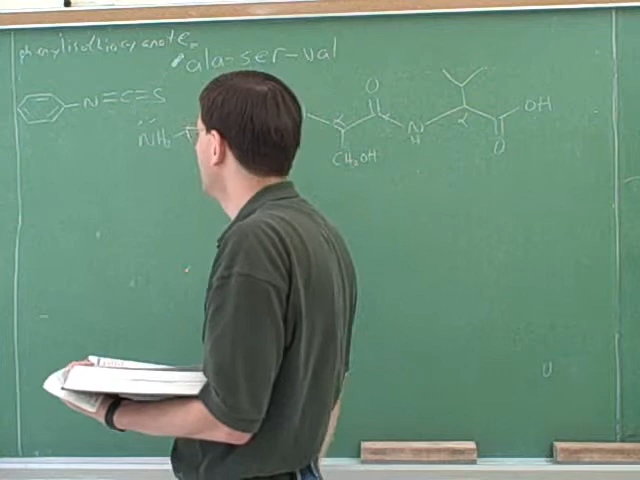 phenylisothiocyanate
ala-ser-val
N=C=S
O
OH
NH2
N
H
CH2OH
O